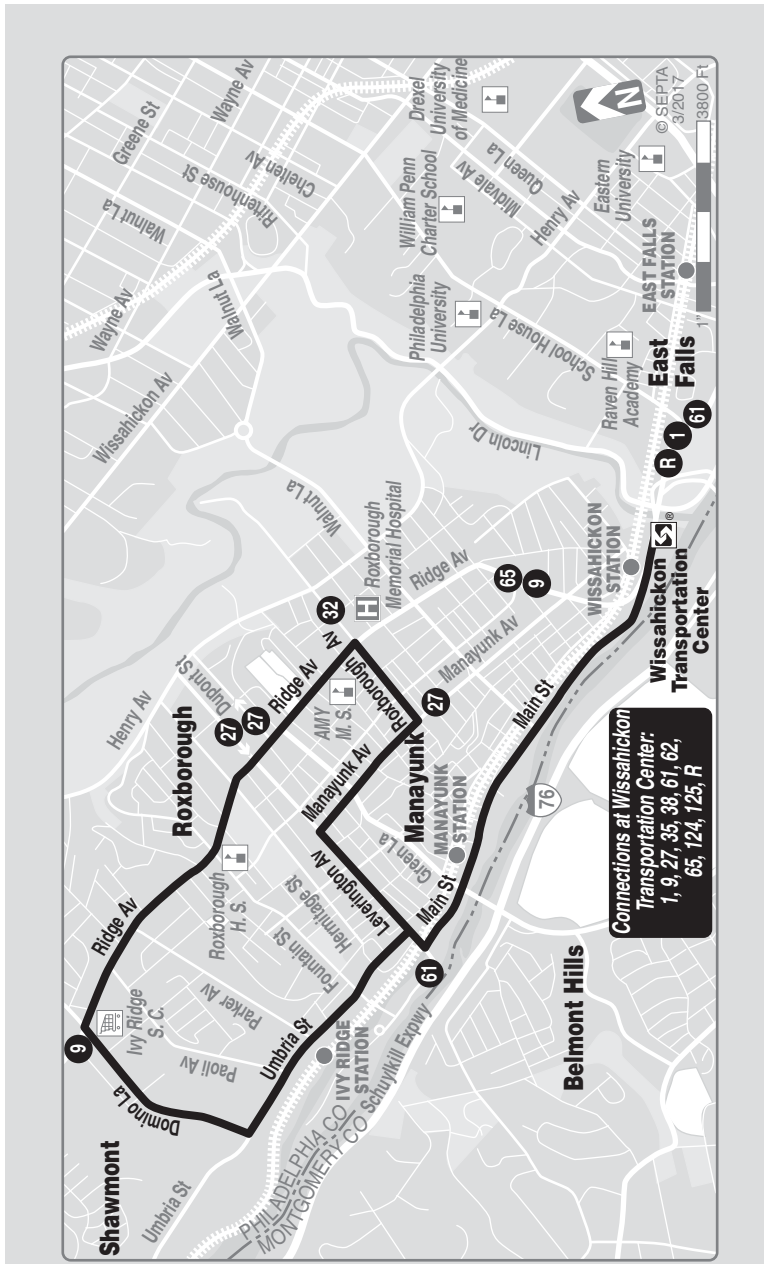 Greene St
Wayne Av
Rittenhouse St
Chelten Av
Walnut La
Wayne Av
Walnut La
Wissahickon Av
Drexel
University
of Medicine
Queen La
Midvale Av
William Penn
Charter School
Henry Av
Eastern
University
Philadelphia
University
School House La
Raven Hill
Academy
EAST FALLS
STATION
East
Falls
N
© SEPTA
3/2017
1"
3800 Ft
Lincoln Dr
Walnut La
R
1
61
H
Roxborough
Memorial Hospital
32
Ridge Av
65
9
WISSAHICKON
STATION
®
Wissahickon
Transportation
Center
Henry Av
Dupont St
27
27
Ridge Av
Roxborough Av
AMY
M. S.
27
Manayunk Av
Main St
Roxborough
Manayunk Av
Manayunk
MANAYUNK
STATION
Green La
Main St
76
Roxborough
H. S.
Leverington Av
Hermitage St
Fountain St
61
Ridge Av
Parker Av
Ivy Ridge
S. C.
9
Paoli Av
Umbria St
IVY RIDGE
STATION
Domino La
Shawmont
Umbria St
PHILADELPHIA CO
MONTGOMERY CO
Schuylkill Expwy
Belmont Hills
Connections at Wissahickon
Transportation Center:
1, 9, 27, 35, 38, 61, 62,
65, 124, 125, R